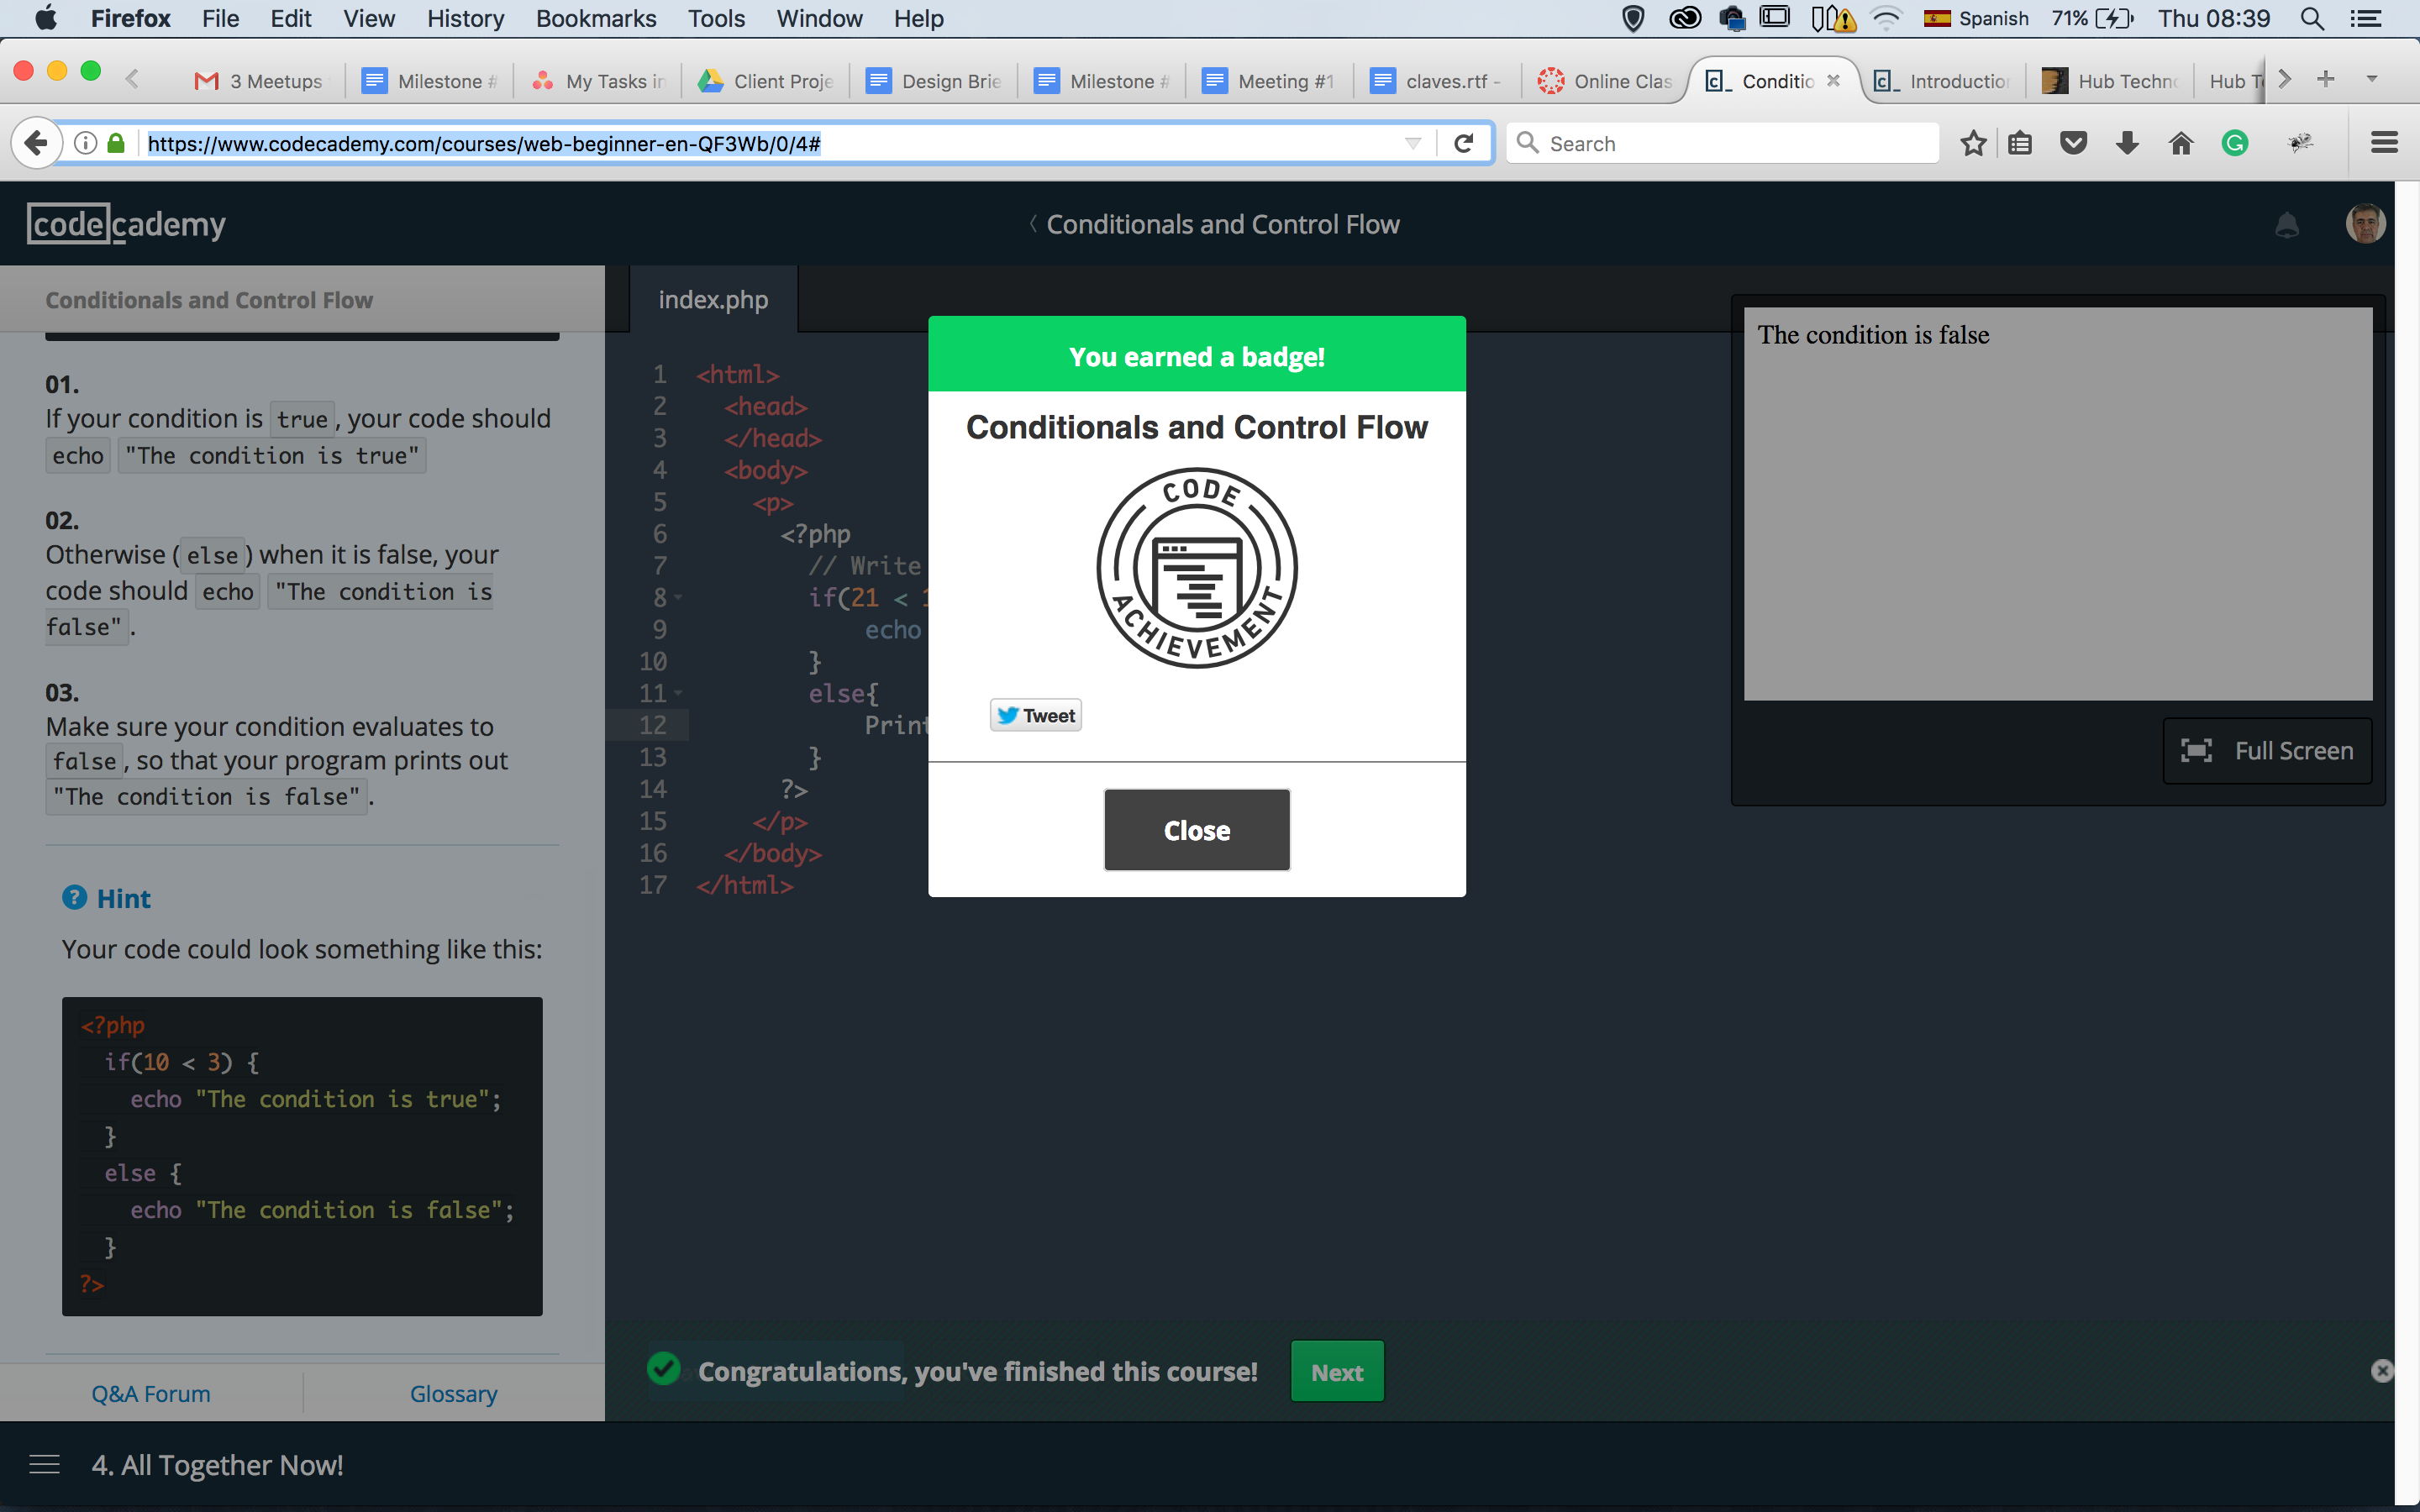 Firefox File Edit View History Bookmarks Tools Window Help Spanish 71% Thu 08:39
3 Meetups Milestone # My Tasks in Client Proje Design Brie Milestone # Meeting #1 claves.rtf - Online Clas Conditio Introduction Hub Techno Hub T
https://www.codecademy.com/courses/web-beginner-en-QF3Wb/0/4# Search
codecademy
Conditionals and Control Flow
Conditionals and Control Flow
01.
If your condition is true, your code should
echo "The condition is true"
02.
Otherwise (else) when it is false, your
code should echo "The condition is
false".
03.
Make sure your condition evaluates to
false, so that your program prints out
"The condition is false".
Hint
Your code could look something like this:
<?php
if(10 < 3) {
echo "The condition is true";
}
else {
echo "The condition is false";
}
?>
Q&A Forum Glossary
index.php
1 <html>
2 <head>
3 </head>
4 <body>
5 <p>
6 <?php
7 // Write
8 if(21 <
9 echo
10 }
11 else{
12 Print
13 }
14 ?>
15 </p>
16 </body>
17 </html>
You earned a badge!
Conditionals and Control Flow
CODE
ACHIEVEMENT
Tweet
Close
The condition is false
Full Screen
Congratulations, you've finished this course! Next
4. All Together Now!